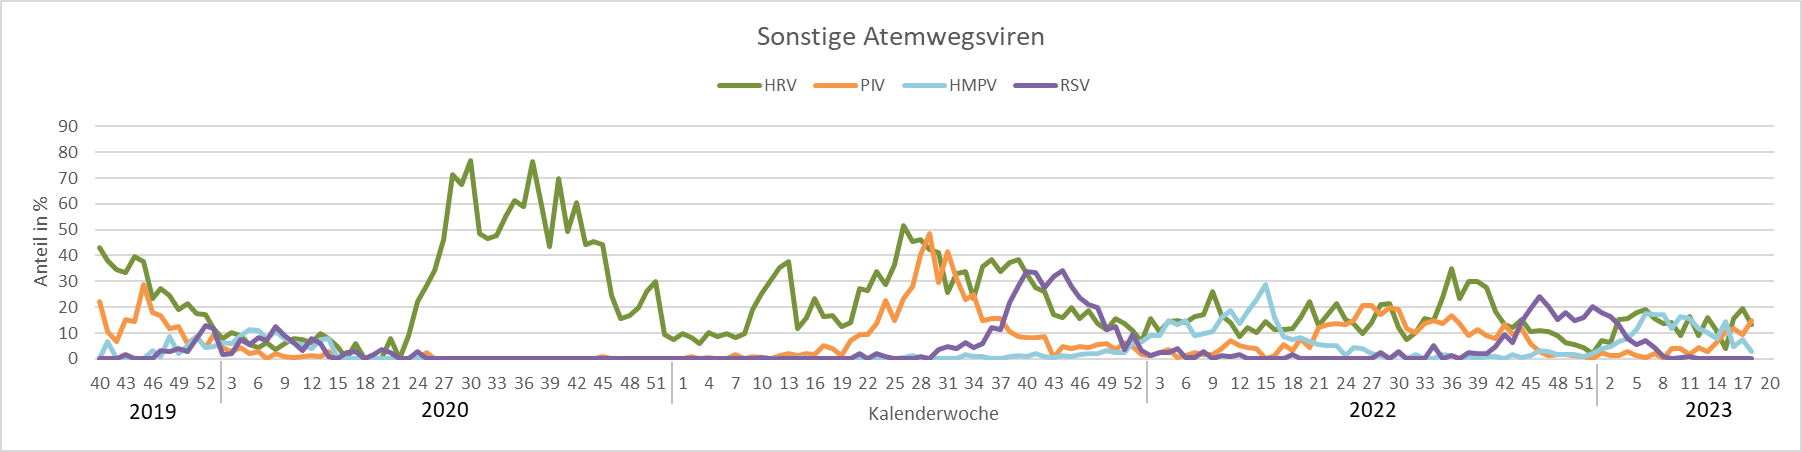 Sonstige Atemwegsviren
HRV PIV HMPV RSV
Anteil in %
90
80
70
60
50
40
30
20
10
0
40 43 46 49 52 3 6 9 12 15 18 21 24 27 30 33 36 39 42 45 48 51 1 4 7 10 13 16 19 22 25 28 31 34 37 40 43 46 49 52 3 6 9 12 15 18 21 24 27 30 33 36 39 42 45 48 51 2 5 8 11 14 17 20
2019 2020 2022 2023
Kalenderwoche